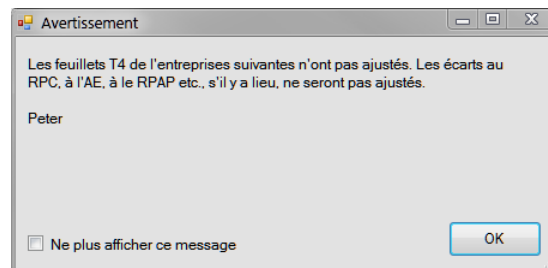 Avertissement
Les feuillets T4 de l'entreprises suivantes n'ont pas ajustés. Les écarts au
RPC, à l'AE, à le RPAP etc., s'il y a lieu, ne seront pas ajustés.
Peter
Ne plus afficher ce message
OK